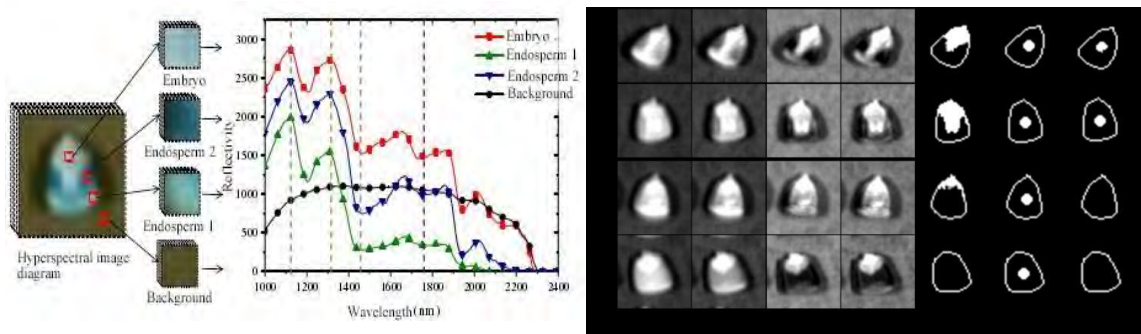 Hyperspectral image
diagram
Embryo
Endosperm 2
Endosperm 1
Background
Reflectivity
3000
2500
2000
1500
1000
500
0
Embryo
Endosperm 1
Endosperm 2
Background
1000 1200 1400 1600 1800 2000 2200 2400
Wavelength(nm)